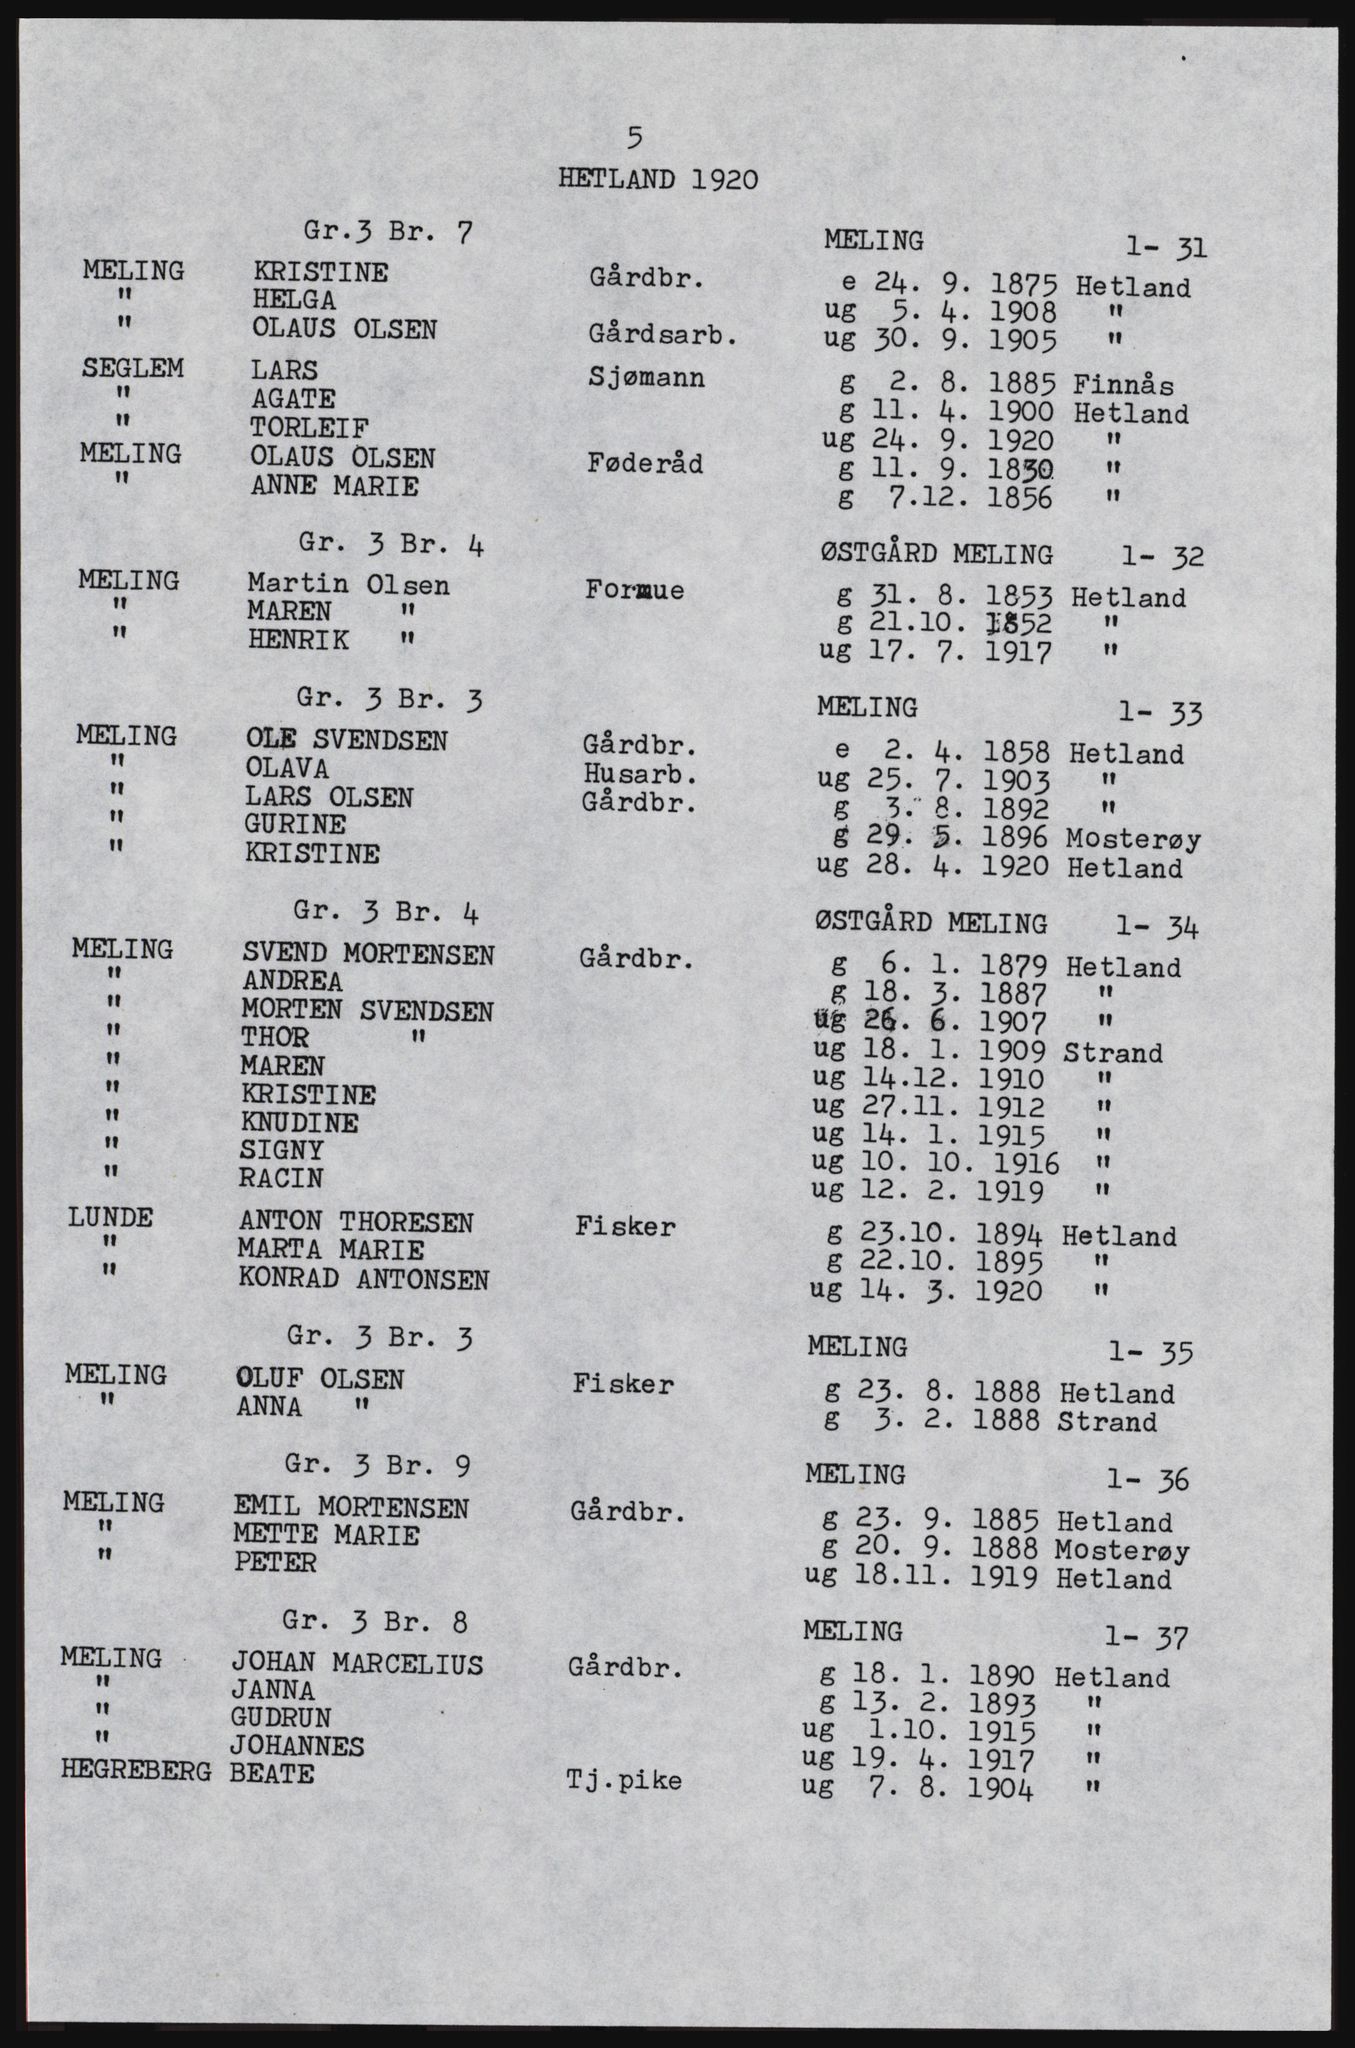 5
HETLAND 1920
Gr.3 Br. 7 MELING 1- 31
MELING KRISTINE Gårdbr. e 24. 9. 1875 Hetland
" HELGA ug 5. 4. 1908 "
" OLAUS OLSEN Gårdsarb. ug 30. 9. 1905 "
SEGLEM LARS Sjømann g 2. 8. 1885 Finnås
" AGATE g 11. 4. 1900 Hetland
" TORLEIF ug 24. 9. 1920 "
MELING OLAUS OLSEN Føderåd g 11. 9. 1850 "
" ANNE MARIE g 7.12. 1856 "
Gr. 3 Br. 4 ØSTGÅRD MELING 1- 32
MELING Martin Olsen Formue g 31. 8. 1853 Hetland
" MAREN " g 21.10. 1852 "
" HENRIK " ug 17. 7. 1917 "
Gr. 3 Br. 3 MELING 1- 33
MELING OLE SVENDSEN Gårdbr. e 2. 4. 1858 Hetland
" OLAVA Husarb. ug 25. 7. 1903 "
" LARS OLSEN Gårdbr. g 3. 8. 1892 "
" GURINE g 29. 5. 1896 Mosterøy
" KRISTINE ug 28. 4. 1920 Hetland
Gr. 3 Br. 4 ØSTGÅRD MELING 1- 34
MELING SVEND MORTENSEN Gårdbr. g 6. 1. 1879 Hetland
" ANDREA g 18. 3. 1887 "
" MORTEN SVENDSEN ug 26. 6. 1907 "
" THOR " ug 18. 1. 1909 Strand
" MAREN ug 14.12. 1910 "
" KRISTINE ug 27.11. 1912 "
" KNUDINE ug 14. 1. 1915 "
" SIGNY ug 10. 10. 1916 "
" RACIN ug 12. 2. 1919 "
LUNDE ANTON THORESEN Fisker g 23.10. 1894 Hetland
" MARTA MARIE g 22.10. 1895 "
" KONRAD ANTONSEN ug 14. 3. 1920 "
Gr. 3 Br. 3 MELING 1- 35
MELING OLUF OLSEN Fisker g 23. 8. 1888 Hetland
" ANNA " g 3. 2. 1888 Strand
Gr. 3 Br. 9 MELING 1- 36
MELING EMIL MORTENSEN Gårdbr. g 23. 9. 1885 Hetland
" METTE MARIE g 20. 9. 1888 Mosterøy
" PETER ug 18.11. 1919 Hetland
Gr. 3 Br. 8 MELING 1- 37
MELING JOHAN MARCELIUS Gårdbr. g 18. 1. 1890 Hetland
" JANNA g 13. 2. 1893 "
" GUDRUN ug 1.10. 1915 "
" JOHANNES ug 19. 4. 1917 "
HEGREBERG BEATE Tj.pike ug 7. 8. 1904 "